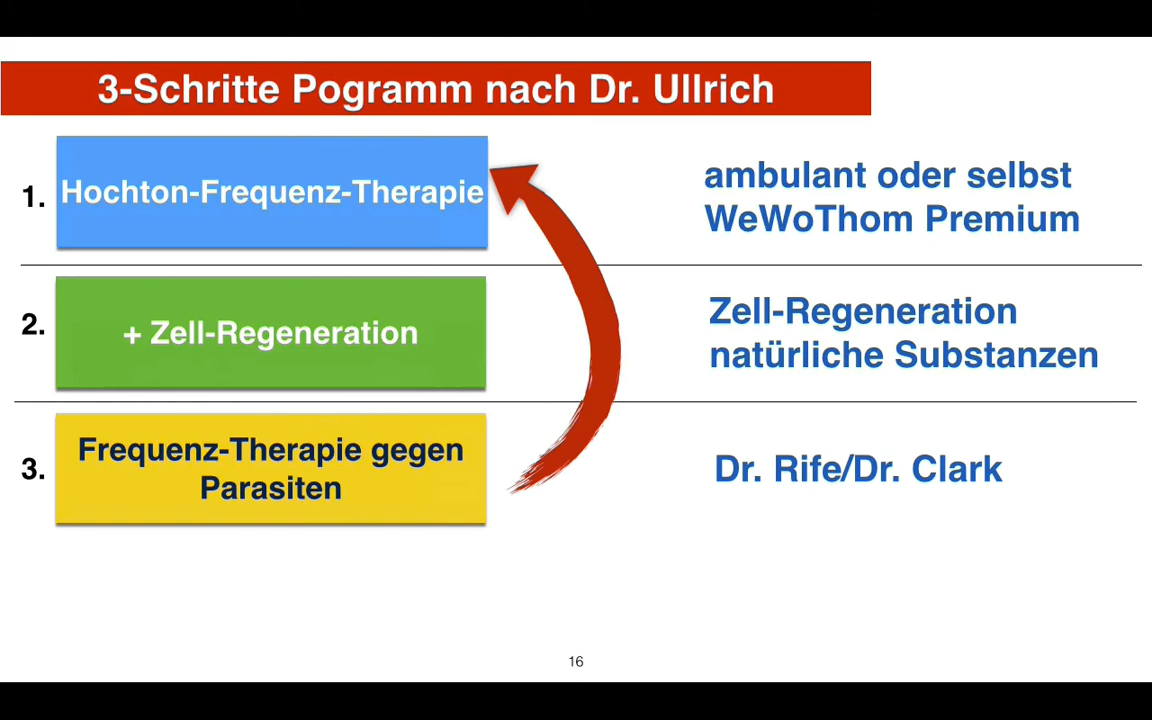 3-Schritte Pogramm nach Dr. Ullrich
1.
Hochton-Frequenz-Therapie
ambulant oder selbst
WeWoThom Premium
2.
+ Zell-Regeneration
Zell-Regeneration
natürliche Substanzen
3.
Frequenz-Therapie gegen
Parasiten
Dr. Rife/Dr. Clark
16